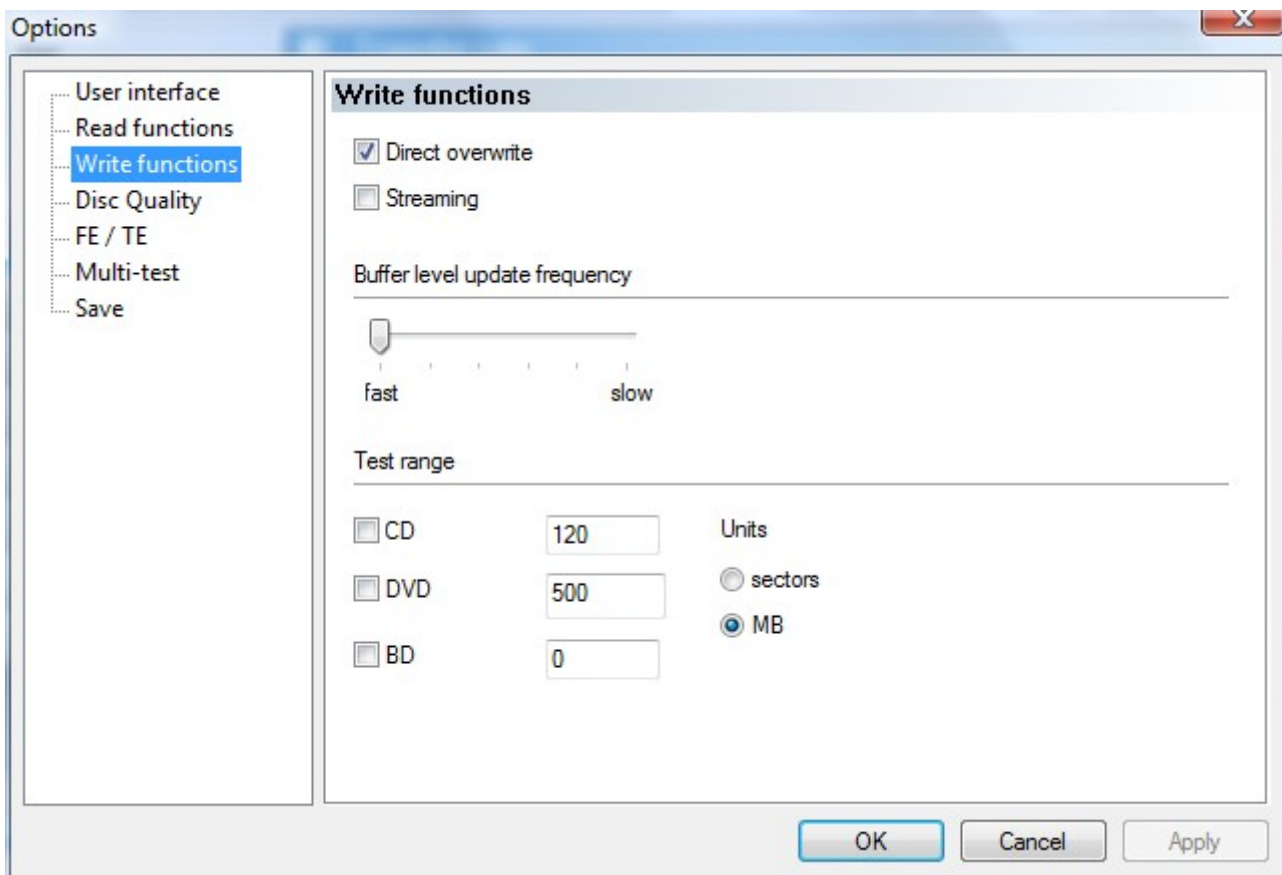 Options
User interface
Read functions
Write functions
Disc Quality
FE / TE
Multi-test
Save
Write functions
Direct overwrite
Streaming
Buffer level update frequency
fast slow
Test range
CD 120 Units
DVD 500 sectors
MB
BD 0
OK Cancel Apply